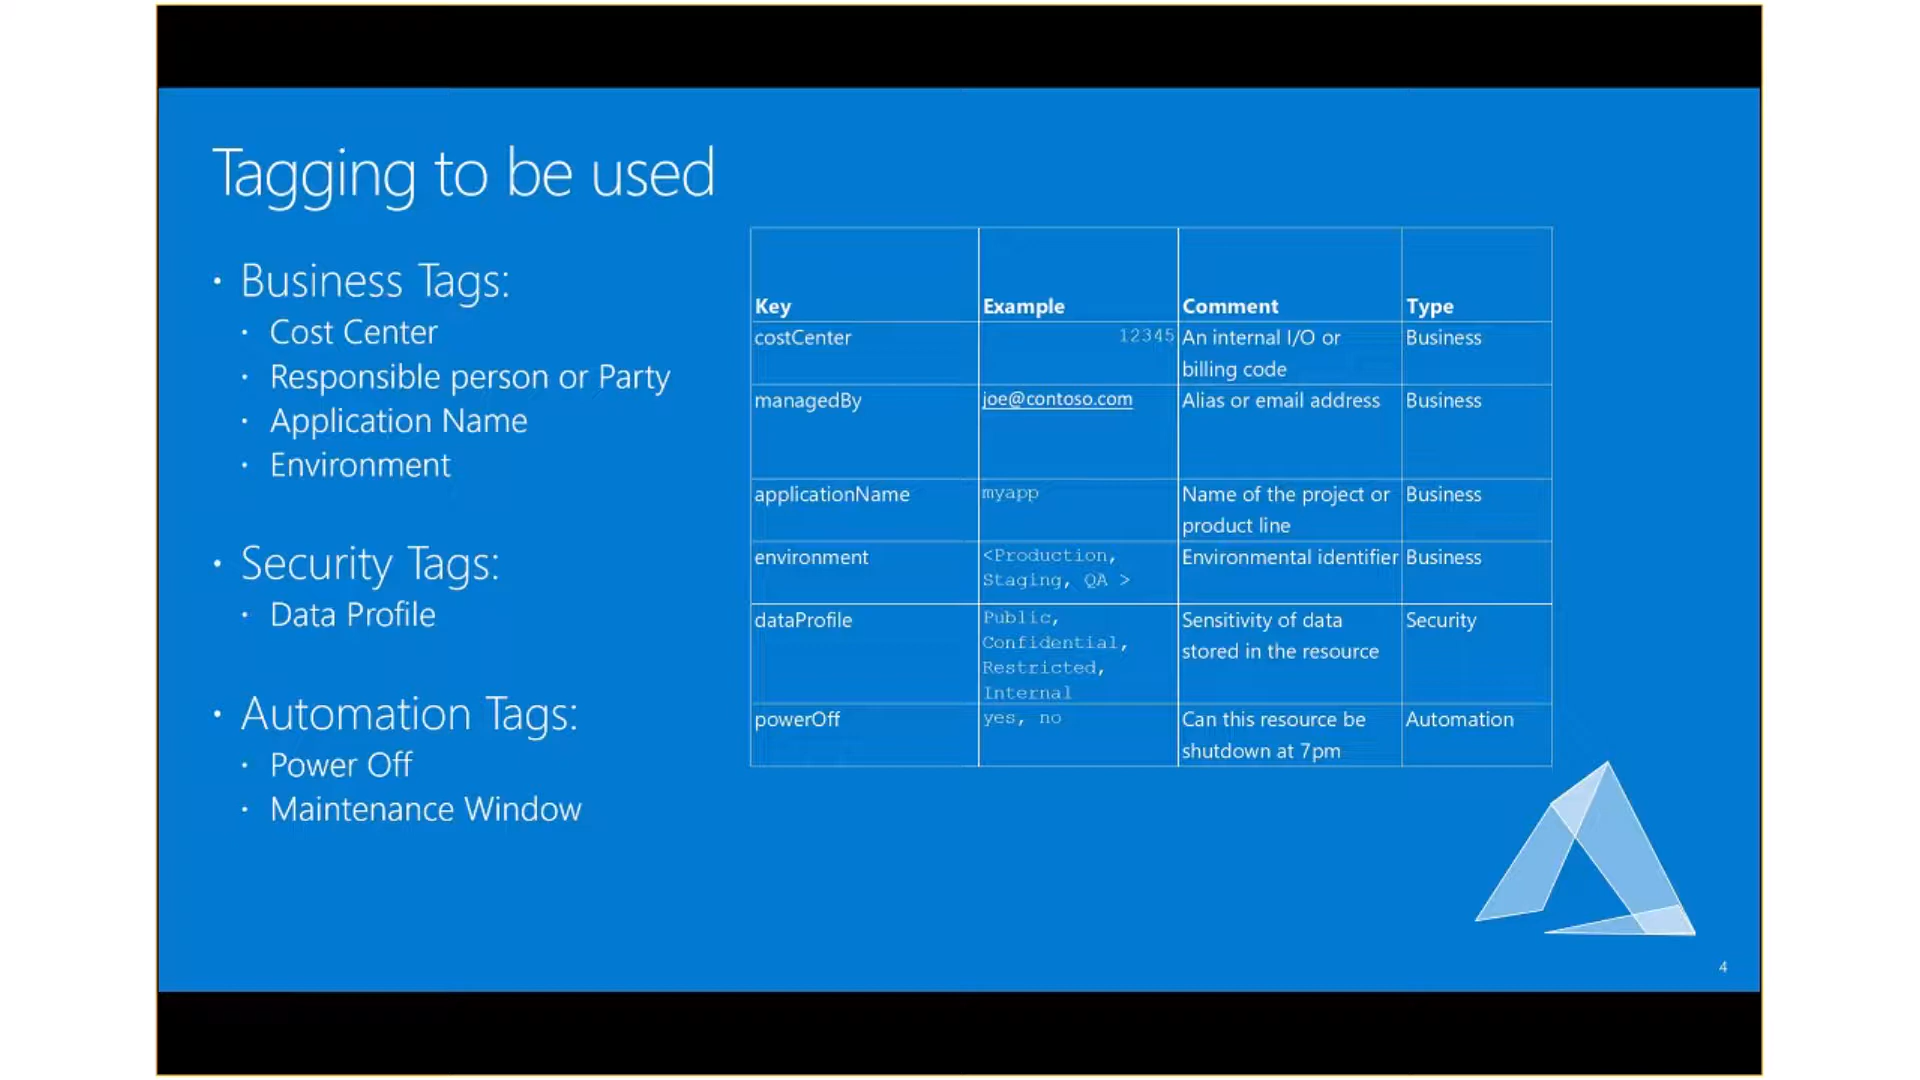 Tagging to be used
• Business Tags:
• Cost Center
• Responsible person or Party
• Application Name
• Environment
• Security Tags:
• Data Profile
• Automation Tags:
• Power Off
• Maintenance Window
Key Example Comment Type
costCenter 12345 An internal I/O or Business
billing code
managedBy joe@contoso.com Alias or email address Business
applicationName myapp Name of the project or Business
product line
environment <Production, Environmental identifier Business
Staging, QA >
dataProfile Public, Sensitivity of data Security
Confidential, stored in the resource
Restricted,
Internal
powerOff yes, no Can this resource be Automation
shutdown at 7pm
4